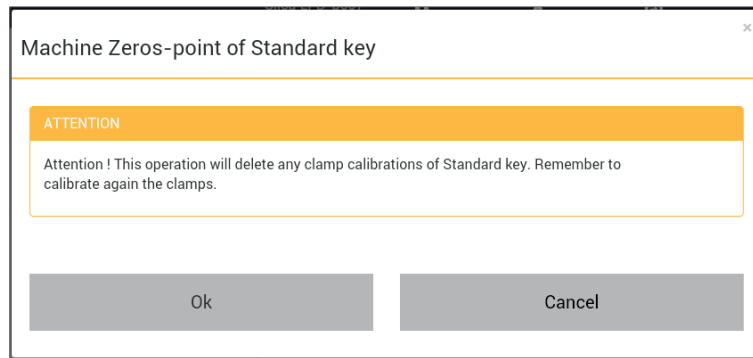 ×
Machine Zeros-point of Standard key
ATTENTION
Attention ! This operation will delete any clamp calibrations of Standard key. Remember to
calibrate again the clamps.
Ok
Cancel